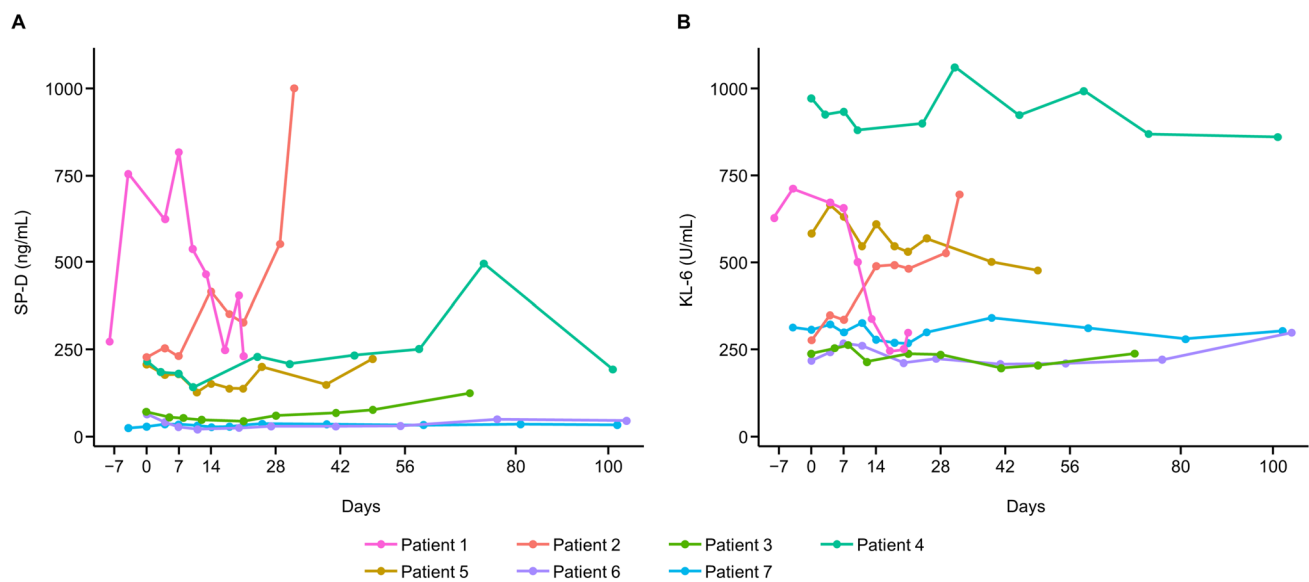 A
B
SP-D (ng/mL)
1000
750
500
250
0
−7 0 7 14 28 42 56 80 100
Days
KL-6 (U/mL)
1000
750
500
250
0
−7 0 7 14 28 42 56 80 100
Days
Patient 1 Patient 2 Patient 3 Patient 4
Patient 5 Patient 6 Patient 7